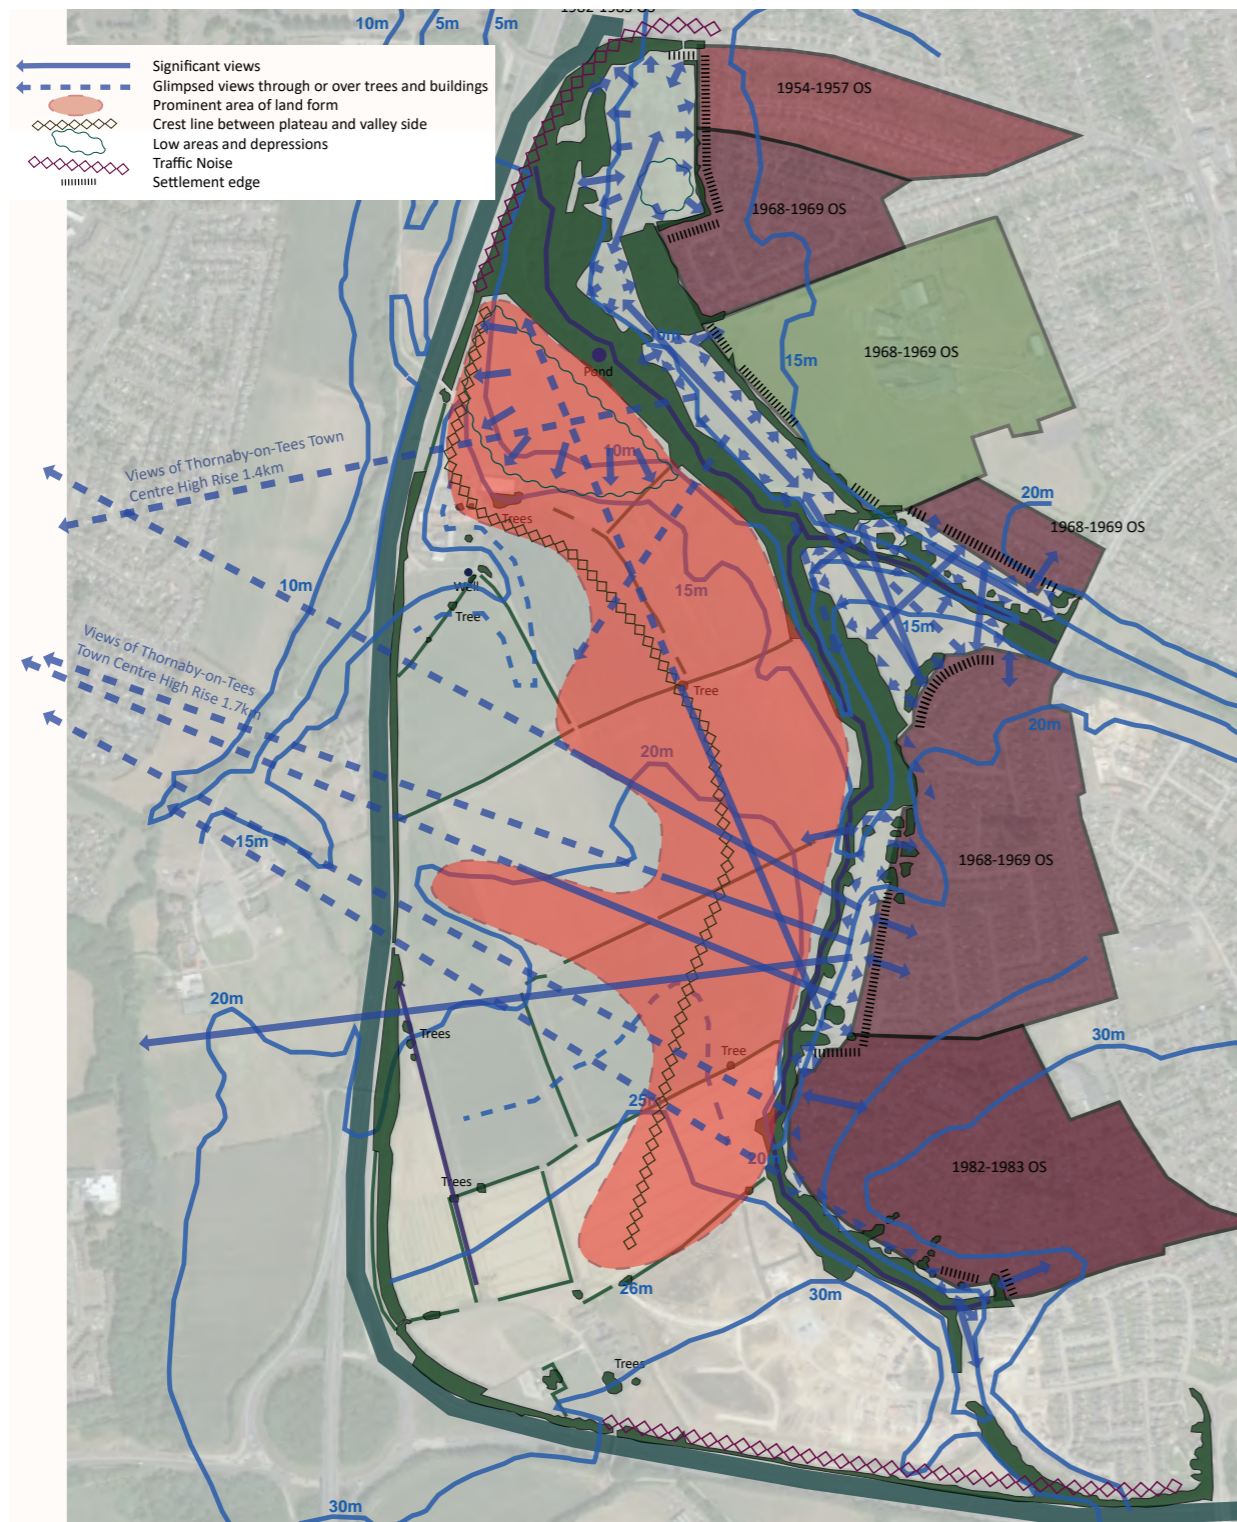 1982-1983 OS
10m
5m
5m
Significant views
Glimpsed views through or over trees and buildings
Prominent area of land form
Crest line between plateau and valley side
Low areas and depressions
Traffic Noise
Settlement edge
1954-1957 OS
1968-1969 OS
10m
15m
1968-1969 OS
Pond
Views of Thornaby-on-Tees Town
Centre High Rise 1.4km
10m
20m
Trees
1968-1969 OS
10m
Well
15m
Tree
15m
Views of Thornaby-on-Tees
Town Centre High Rise 1.7km
Tree
20m
20m
15m
1968-1969 OS
20m
Trees
30m
Tree
25m
20m
1982-1983 OS
Trees
26m
30m
Trees
30m